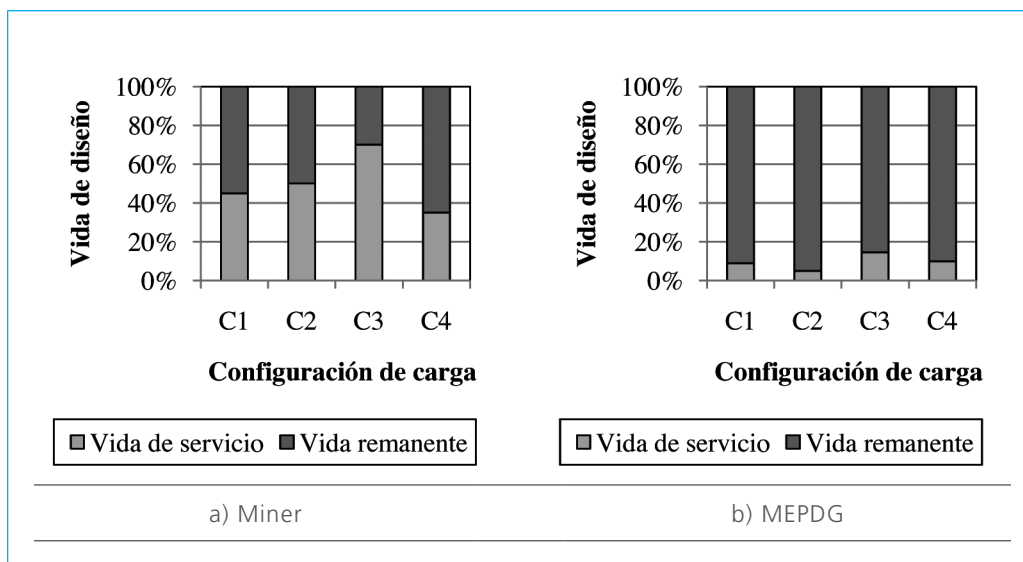 100%
80%
60%
40%
20%
0%
Vida de diseño
C1 C2 C3 C4
Configuración de carga
Vida de servicio Vida remanente
a) Miner
100%
80%
60%
40%
20%
0%
Vida de diseño
C1 C2 C3 C4
Configuración de carga
Vida de servicio Vida remanente
b) MEPDG